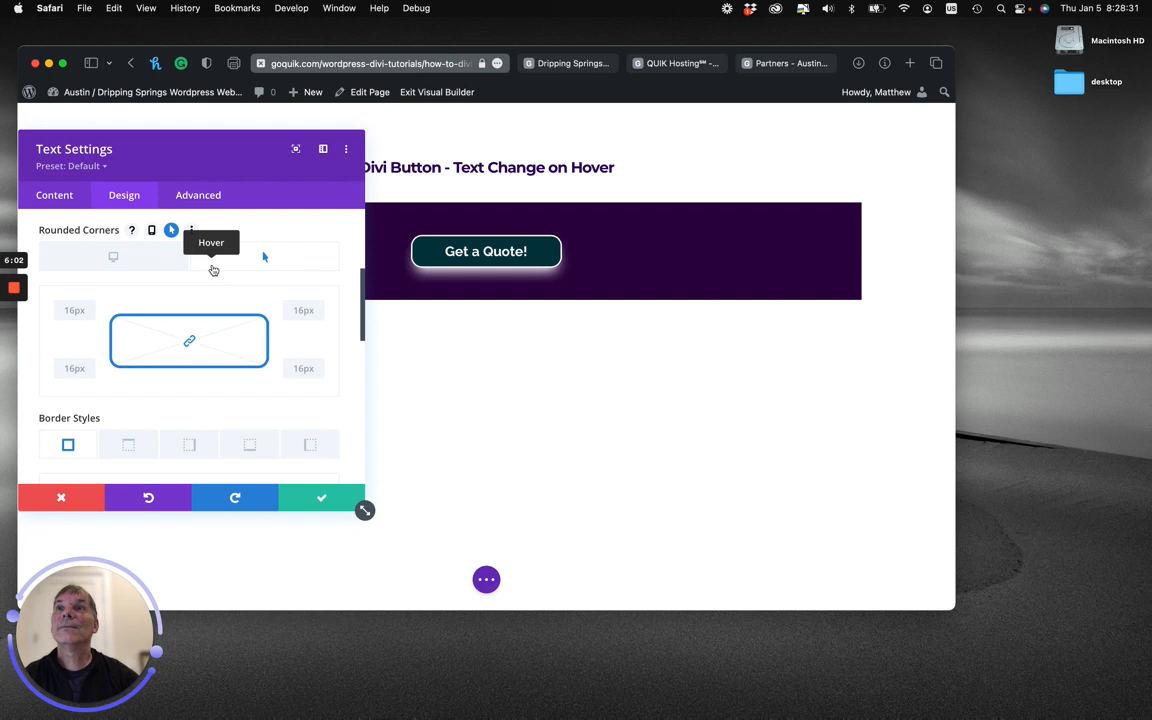 Safari File Edit View History Bookmarks Develop Window Help Debug
US
Thu Jan 5 8:28:31
Macintosh HD
goquik.com/wordpress-divi-tutorials/how-to-divi
G Dripping Springs...
G QUIK Hosting℠ -...
G Partners - Austin...
desktop
Austin / Dripping Springs Wordpress Web...
0
New
Edit Page
Exit Visual Builder
Howdy, Matthew
Text Settings
Preset: Default
Divi Button - Text Change on Hover
Content
Design
Advanced
Rounded Corners
?
Hover
Get a Quote!
6:02
16px
16px
16px
16px
Border Styles